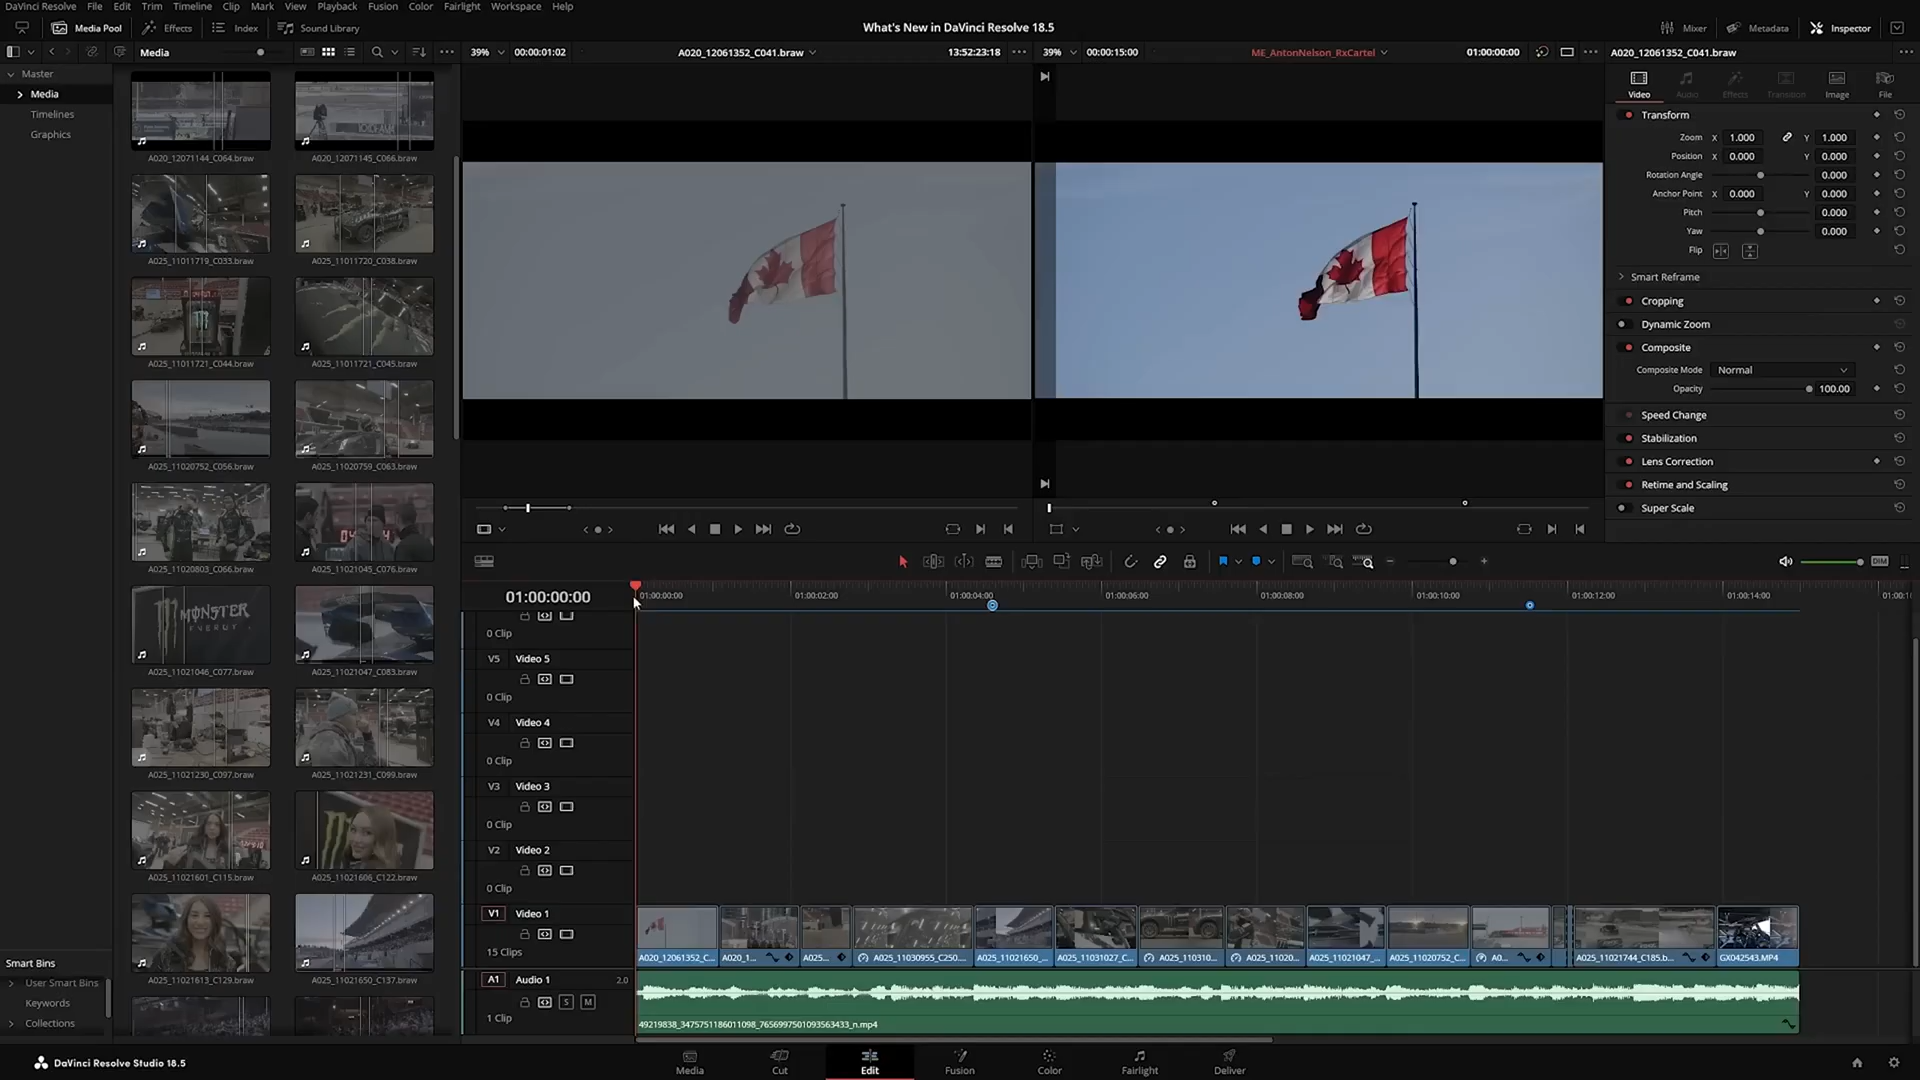 DaVinci Resolve File Edit Trim Timeline Clip Mark View Playback Fusion Color Fairlight Workspace Help
Media Pool Effects Index Sound Library What's New in DaVinci Resolve 18.5 Mixer Metadata Inspector
Media 39% 00:00:01:02 A020_12061352_C041.braw 13:52:23:18 39% 00:00:15:00 ME_AntonNelson_RxCartel 01:00:00:00 A020_12061352_C041.braw
Master
Media
Timelines
Graphics
A020_12071144_C064.braw A020_12071145_C066.braw
A025_11011719_C033.braw A025_11011720_C038.braw
A025_11011721_C044.braw A025_11011721_C045.braw
A025_11020752_C056.braw A025_11020759_C063.braw
A025_11020803_C066.braw A025_11021045_C076.braw
MONSTER
ENERGY
A025_11021046_C077.braw A025_11021047_C083.braw
A025_11021230_C097.braw A025_11021231_C099.braw
A025_11021601_C115.braw A025_11021606_C122.braw
A025_11021613_C129.braw A025_11021650_C137.braw
Smart Bins
User Smart Bins
Keywords
Collections
Video Audio Effects Transition Image File
Transform
Zoom X 1.000 Y 1.000
Position X 0.000 Y 0.000
Rotation Angle 0.000
Anchor Point X 0.000 Y 0.000
Pitch 0.000
Yaw 0.000
Flip
Smart Reframe
Cropping
Dynamic Zoom
Composite
Composite Mode Normal
Opacity 100.00
Speed Change
Stabilization
Lens Correction
Retime and Scaling
Super Scale
DIM
01:00:00:00 01:00:00:00 01:00:02:00 01:00:04:00 01:00:06:00 01:00:08:00 01:00:10:00 01:00:12:00 01:00:14:00
0 Clip
V5 Video 5
0 Clip
V4 Video 4
0 Clip
V3 Video 3
0 Clip
V2 Video 2
0 Clip
V1 Video 1
15 Clips
A020_12061352_C... A020_1... A025... A025_11030955_C250... A025_11021650_... A025_11031027_C... A025_110310... A025_11020... A025_11021047_... A025_11020752_C... A0... A025_11021744_C185.b... GX042543.MP4
A1 Audio 1 2.0
S M
1 Clip
49219838_3475751186011098_7656997501093563433_n.mp4
DaVinci Resolve Studio 18.5
Media Cut Edit Fusion Color Fairlight Deliver